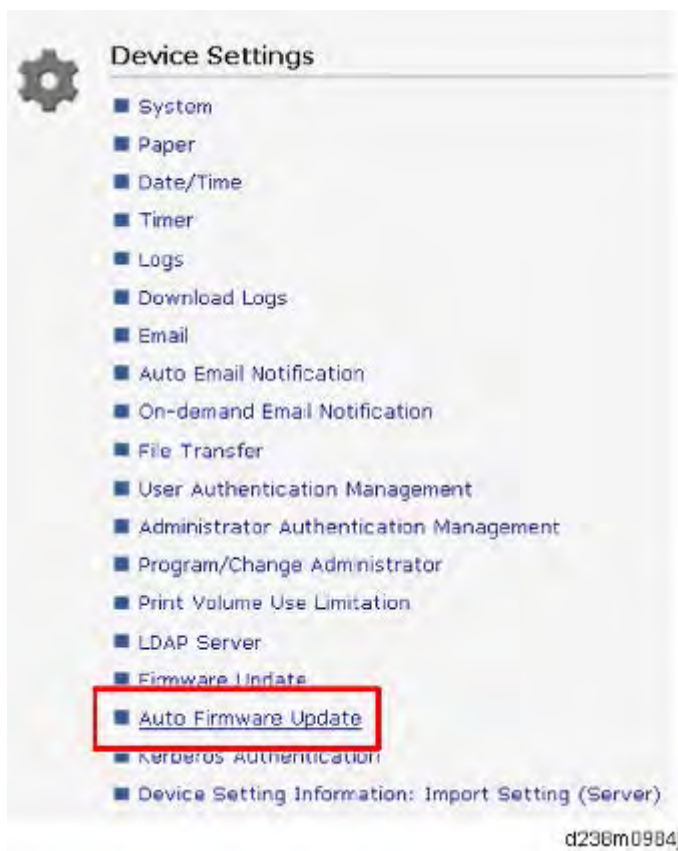 Device Settings
System
Paper
Date/Time
Timer
Logs
Download Logs
Email
Auto Email Notification
On-demand Email Notification
File Transfer
User Authentication Management
Administrator Authentication Management
Program/Change Administrator
Print Volume Use Limitation
LDAP Server
Firmware Update
Auto Firmware Update
Kerberos Authentication
Device Setting Information: Import Setting (Server)
d238m0984